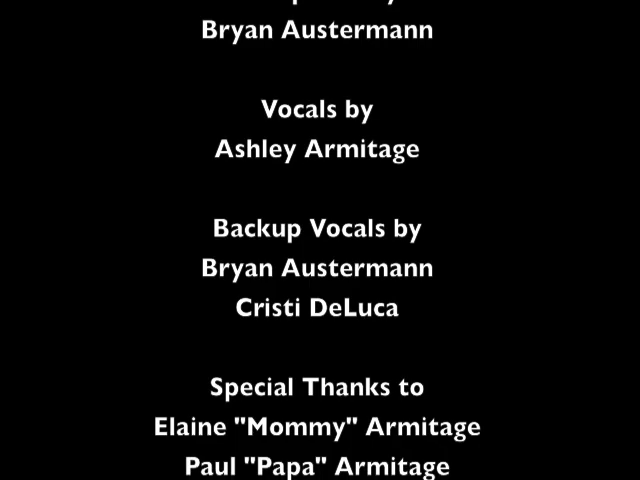 Bryan Austermann
Vocals by
Ashley Armitage
Backup Vocals by
Bryan Austermann
Cristi DeLuca
Special Thanks to
Elaine "Mommy" Armitage
Paul "Papa" Armitage